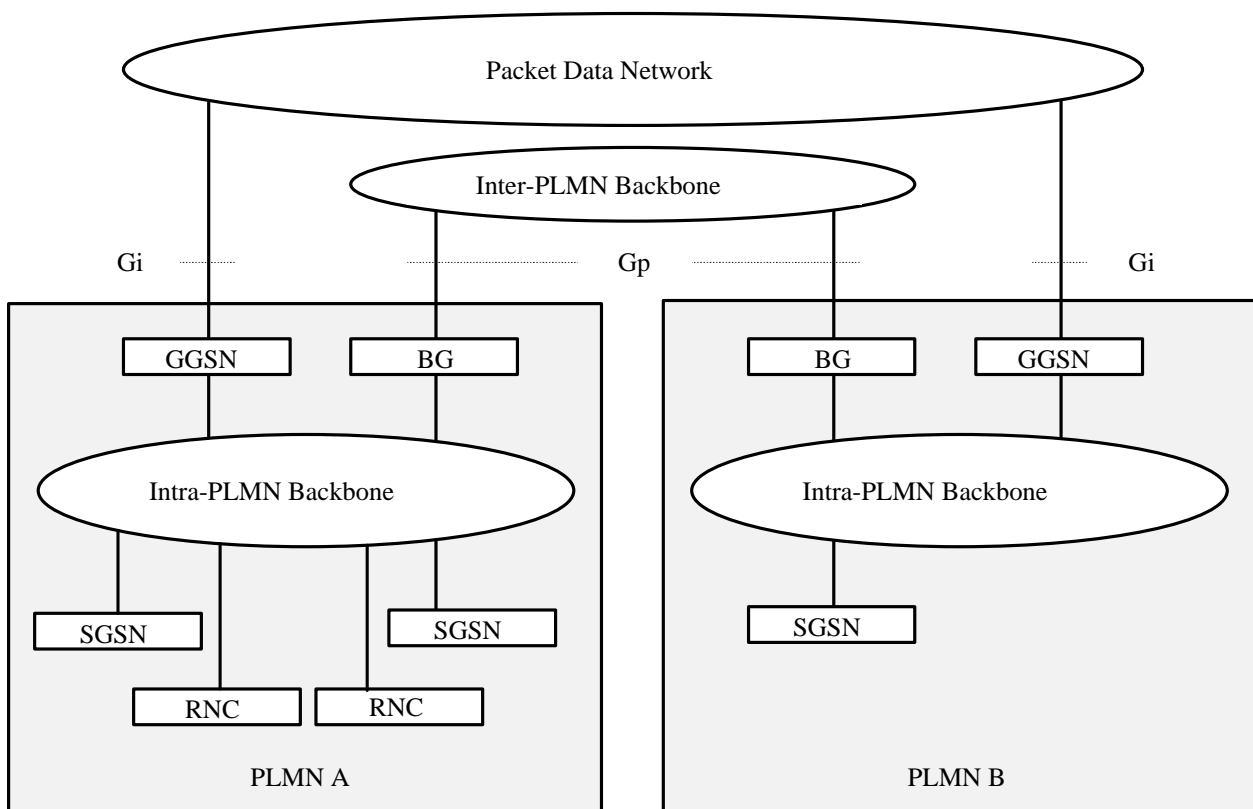 Packet Data Network
Inter-PLMN Backbone
Gi
Gp
Gi
GGSN
BG
BG
GGSN
Intra-PLMN Backbone
Intra-PLMN Backbone
SGSN
SGSN
SGSN
RNC
RNC
PLMN A
PLMN B